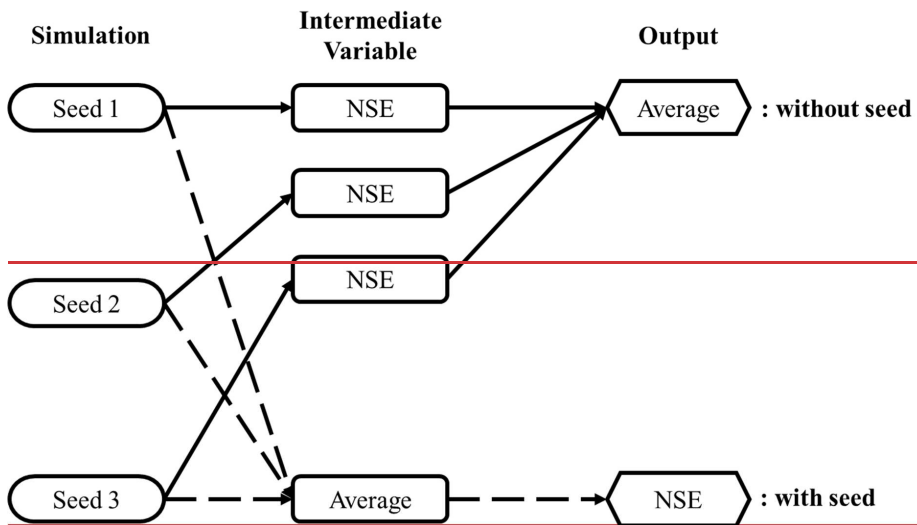 Simulation
Intermediate
Variable
Output
Seed 1
NSE
Average
: without seed
NSE
Seed 2
NSE
Seed 3
Average
NSE
: with seed